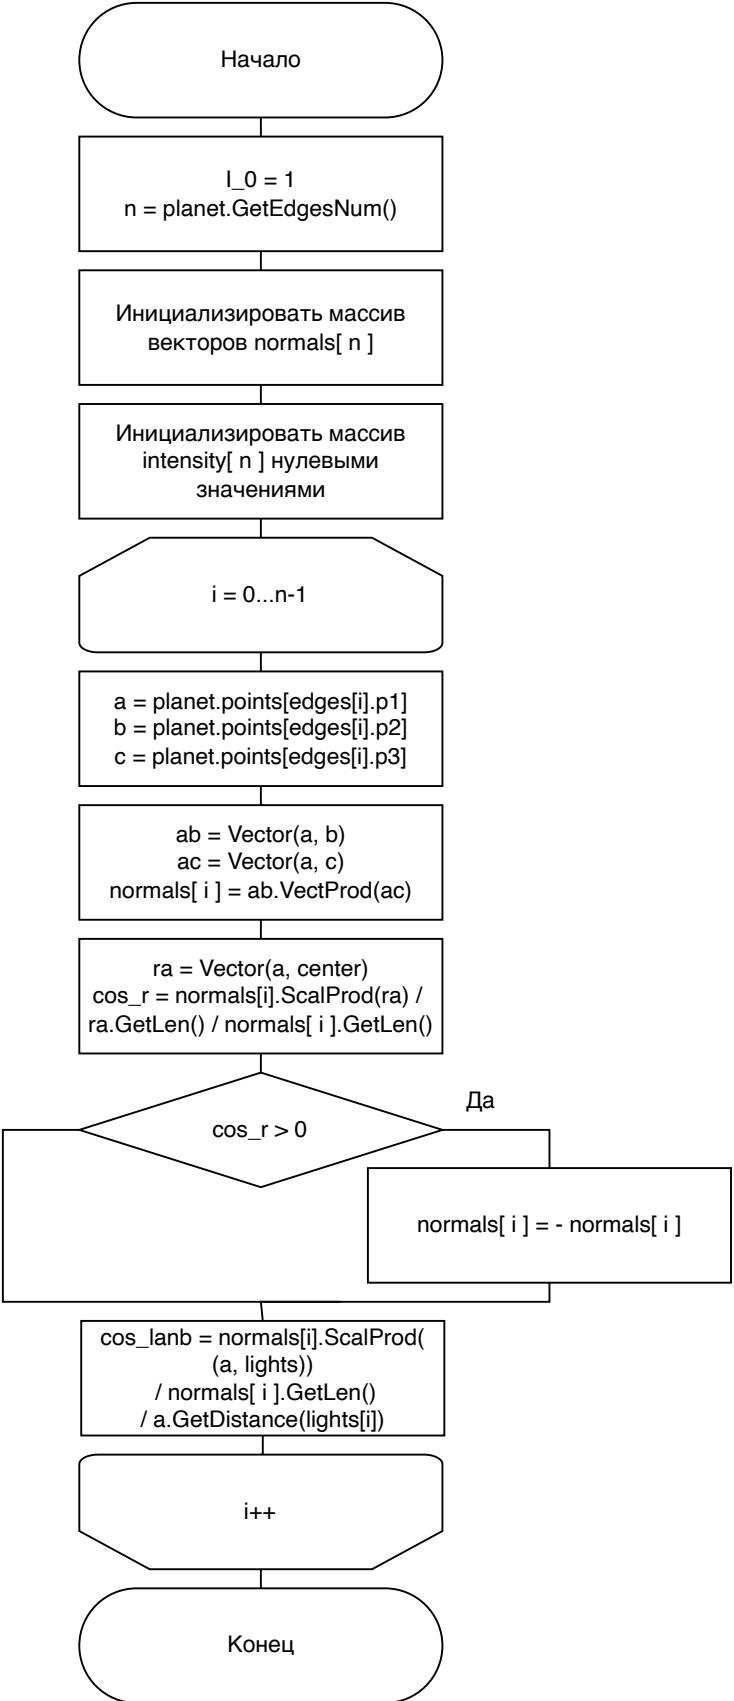 Начало
I_0 = 1
n = planet.GetEdgesNum()
Инициализировать массив
векторов normals[ n ]
Инициализировать массив
intensity[ n ] нулевыми
значениями
i = 0...n-1
a = planet.points[edges[i].p1]
b = planet.points[edges[i].p2]
c = planet.points[edges[i].p3]
ab = Vector(a, b)
ac = Vector(a, c)
normals[ i ] = ab.VectProd(ac)
ra = Vector(a, center)
cos_r = normals[i].ScalProd(ra) /
ra.GetLen() / normals[ i ].GetLen()
Да
cos_r > 0
normals[ i ] = - normals[ i ]
cos_lanb = normals[i].ScalProd(
(a, lights))
/ normals[ i ].GetLen()
/ a.GetDistance(lights[i])
i++
Конец